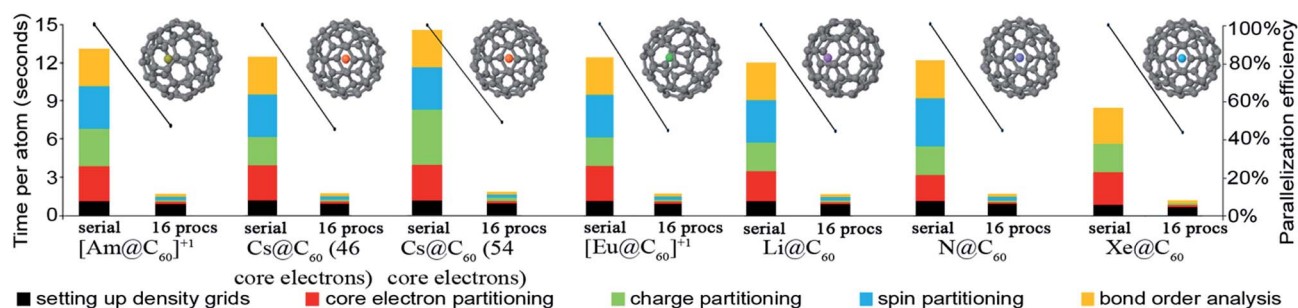 Time per atom (seconds)
15
12
9
6
3
0
100%
80%
60%
40%
20%
0%
Parallelization efficiency
serial 16 procs serial 16 procs serial 16 procs serial 16 procs serial 16 procs serial 16 procs serial 16 procs
[Am@C60]+1 Cs@C60 (46 Cs@C60 (54 [Eu@C60]+1 Li@C60 N@C60 Xe@C60
core electrons) core electrons)
setting up density grids core electron partitioning charge partitioning spin partitioning bond order analysis